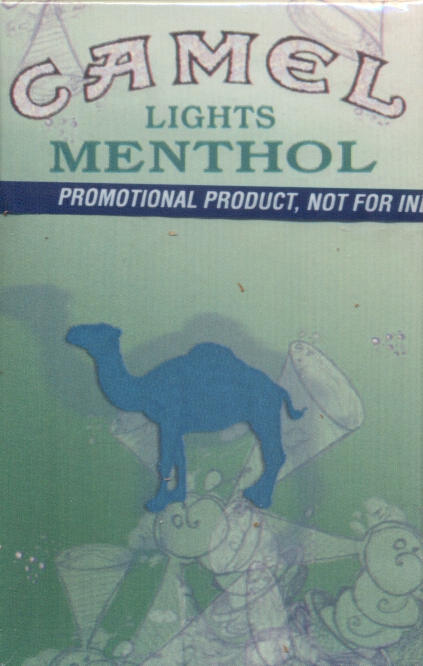 CAMEL
LIGHTS
MENTHOL
PROMOTIONAL PRODUCT, NOT FOR